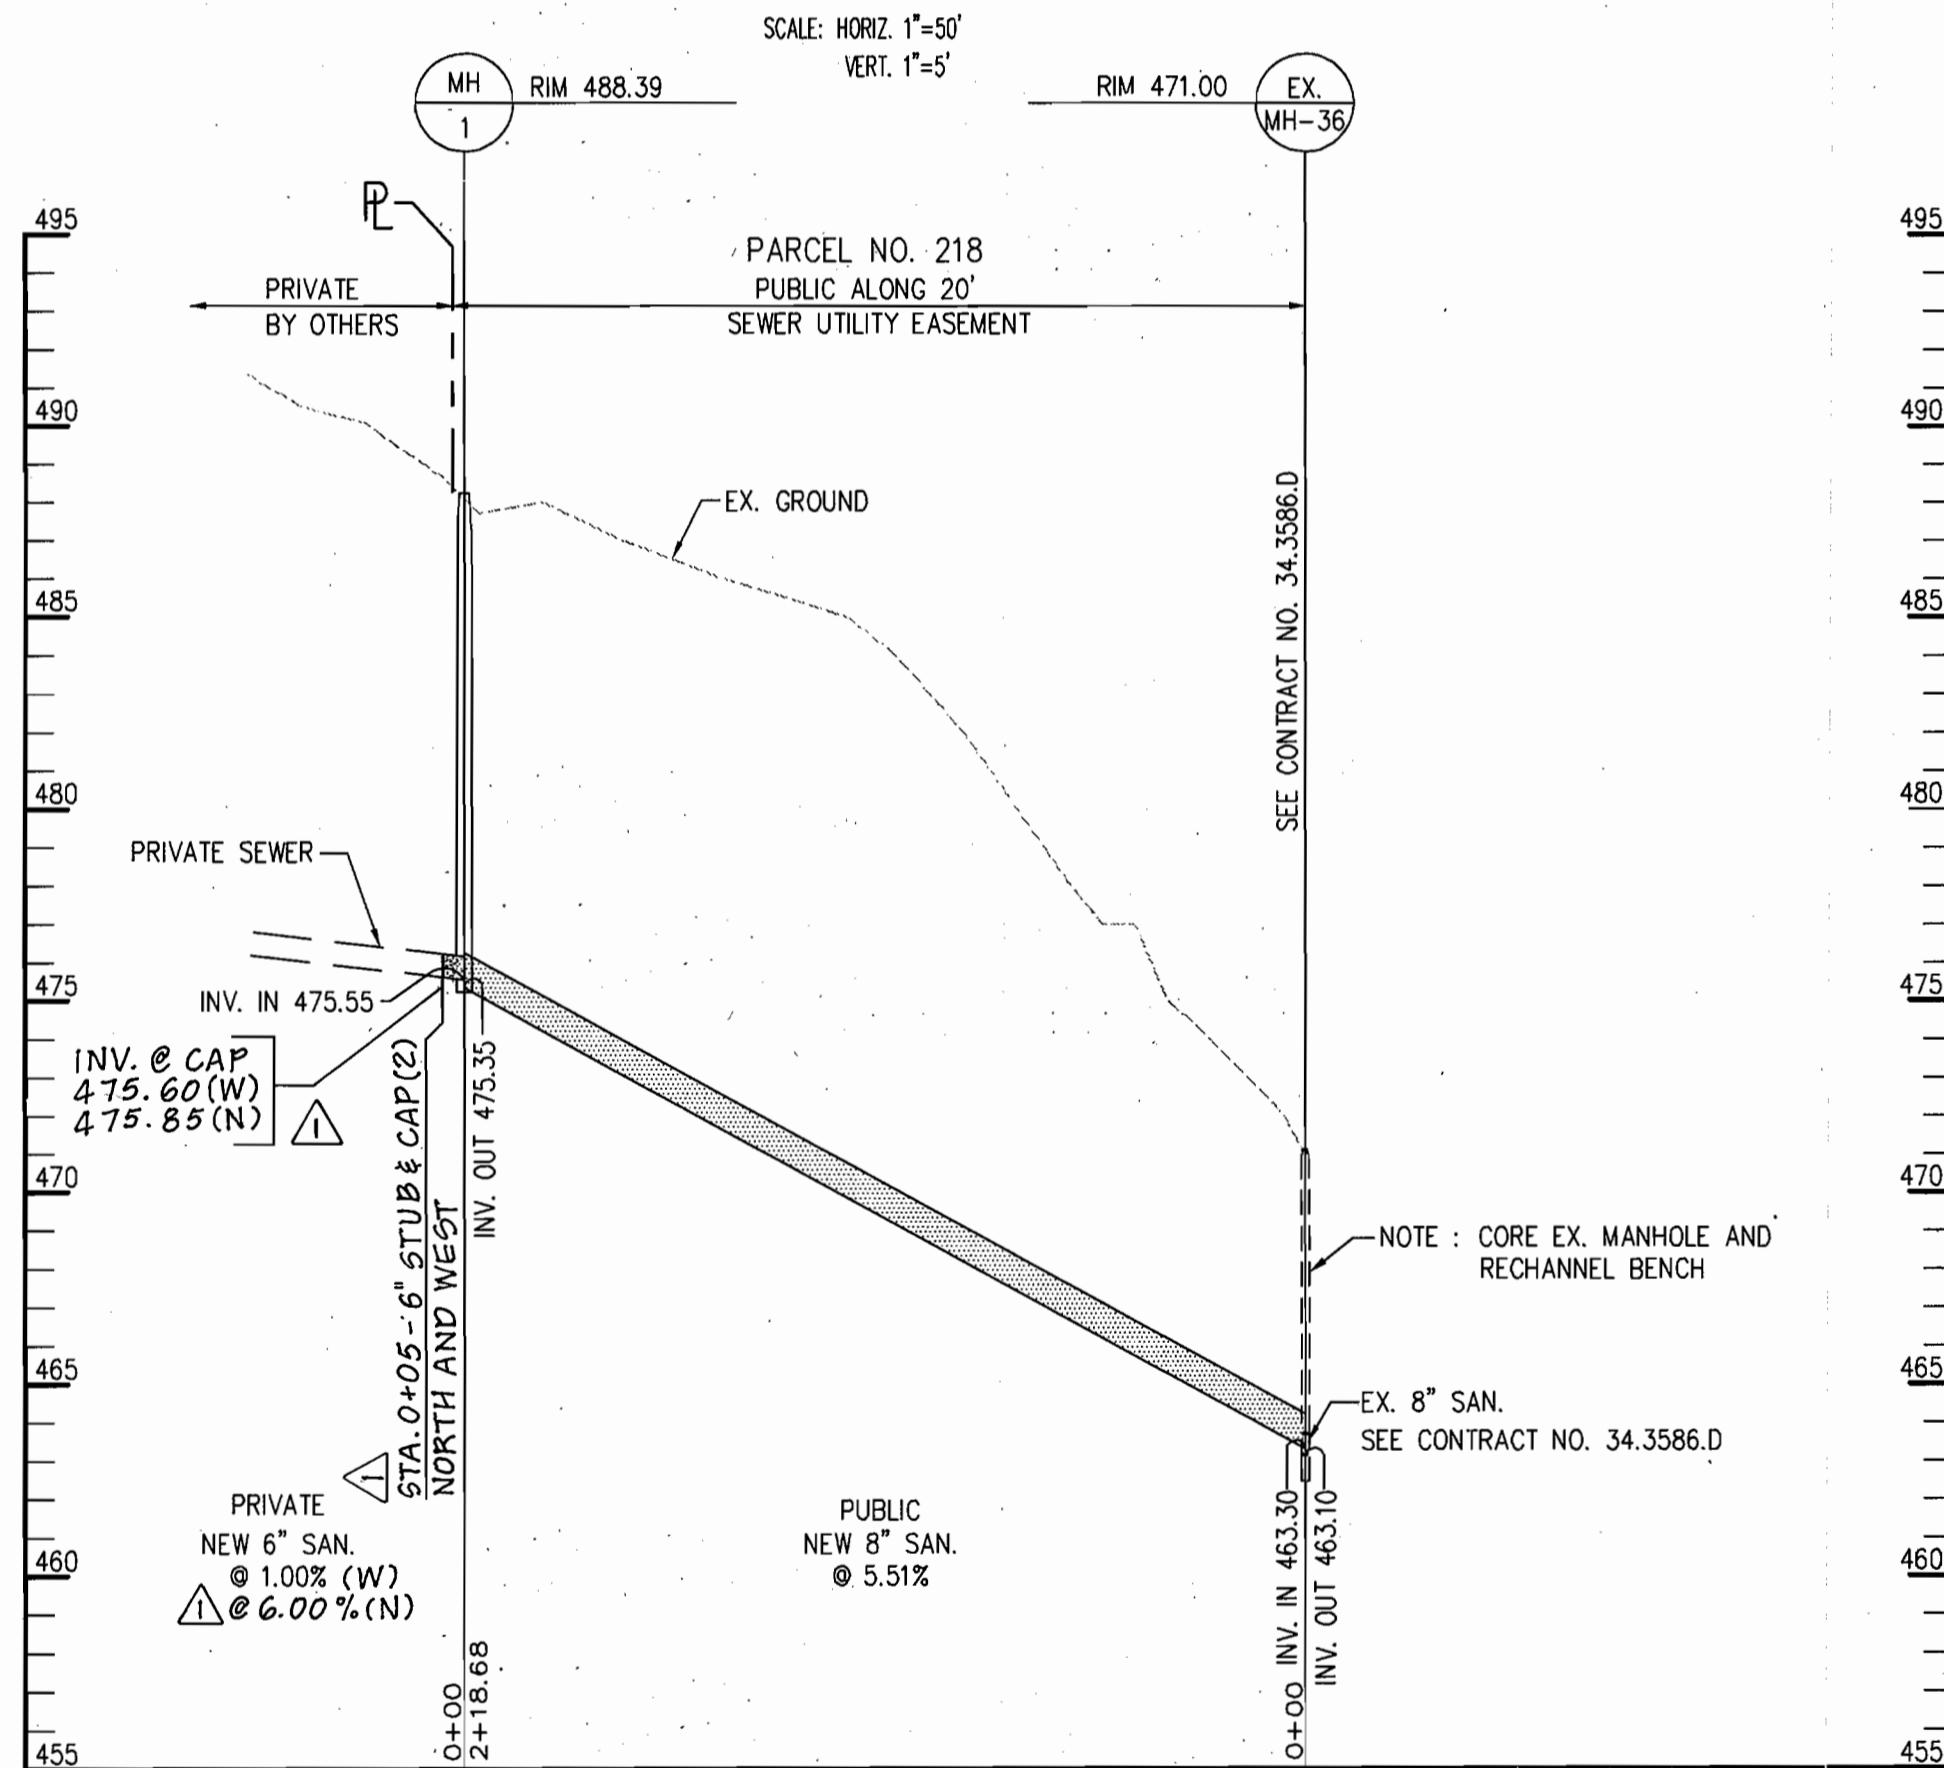 SCALE: HORIZ. 1"=50'
VERT. 1"=5'
MH
1
RIM 488.39
RIM 471.00
EX.
MH-36
PL
495
495
PARCEL NO. 218
PRIVATE
BY OTHERS
PUBLIC ALONG 20'
SEWER UTILITY EASEMENT
490
490
EX. GROUND
SEE CONTRACT NO. 34.3586.D
485
485
480
480
PRIVATE SEWER
475
475
INV. IN 475.55
INV. @ CAP
475.60(W)
475.85(N)
1
STA. 0+05-6" STUB & CAP(2)
NORTH AND WEST
1
INV. OUT 475.35
470
470
NOTE : CORE EX. MANHOLE AND
RECHANNEL BENCH
465
465
EX. 8" SAN.
SEE CONTRACT NO. 34.3586.D
PRIVATE
NEW 6" SAN.
@ 1.00% (W)
1 @ 6.00%(N)
PUBLIC
NEW 8" SAN.
@ 5.51%
460
460
0+00
2+18.68
0+00 INV. IN 463.30
INV. OUT 463.10
455
455